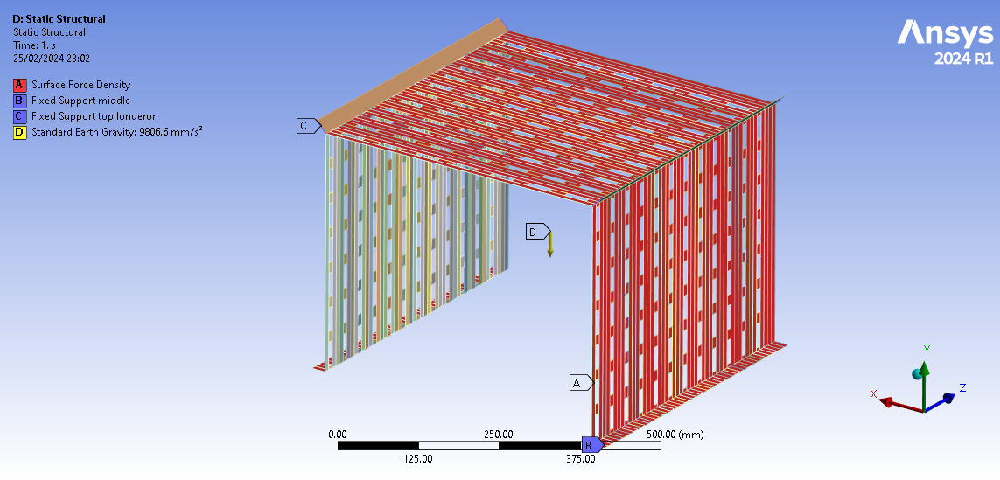 D: Static Structural
Static Structural
Time: 1. s
25/02/2024 23:02
A Surface Force Density
B Fixed Support middle
C Fixed Support top longeron
D Standard Earth Gravity: 9806.6 mm/s²
Ansys
2024 R1
C
D
A
B
0.00 250.00 500.00 (mm)
125.00 375.00
Y
X Z